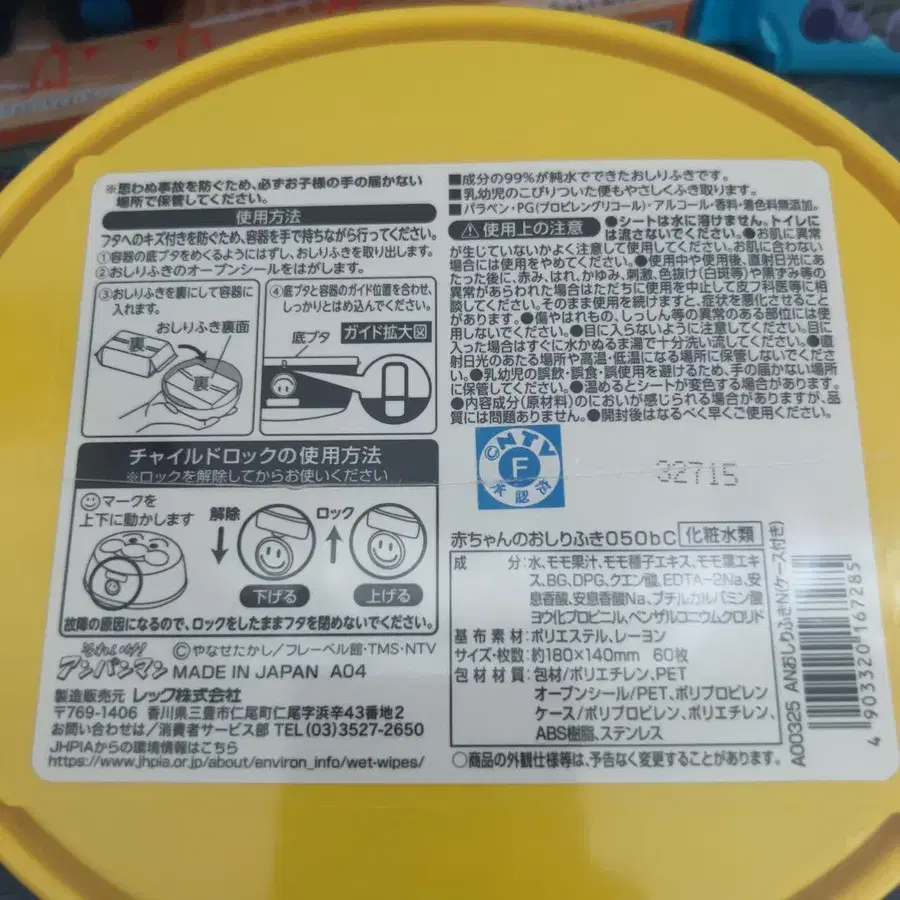 ※思わぬ事故を防ぐため、必ずお子様の手の届かない
場所で保管してください。
使用方法
フタへのキズ付きを防ぐため、容器を手で持ちながら行ってください。
①容器の底ブタをめくるようにはずし、おしりふきを取り出します。
②おしりふきのオープンシールをはがします。
③おしりふきを裏にして容器に
入れます。
おしりふき裏面
裏
裏
④底ブタと容器のガイド位置を合わせ、
しっかりとはめ込んでください。
底ブタ
ガイド拡大図
チャイルドロックの使用方法
※ロックを解除してからお使いください
マークを
上下に動かします
解除
ロック
下げる
上げる
故障の原因になるので、ロックをしたままフタを閉めないでください。
それいけ!
アンパンマン
©やなせたかし/フレーベル館・TMS・NTV
MADE IN JAPAN A04
製造販売元 レック株式会社
〒769-1406 香川県三豊市仁尾町仁尾字浜辛43番地2
お問い合わせは/消費者サービス部 TEL(03)3527-2650
JHPIAからの環境情報はこちら
https://www.jhpia.or.jp/about/environ_info/wet-wipes/
■成分の99%が純水でできたおしりふきです。
■乳幼児のこびりついた便もやさしくふき取ります。
■パラベン・PG(プロピレングリコール)・アルコール・香料・着色料無添加。
使用上の注意
●シートは水に溶けません。トイレに
は流さないでください。●お肌に異常
が生じていないかよく注意して使用してください。お肌に合わない
場合には使用をやめてください。●使用中や使用後、直射日光にあ
たった後に、赤み、はれ、かゆみ、刺激、色抜け(白斑等)や黒ずみ等の
異常があらわれた場合はただちに使用を中止して皮フ科医等に相
談してください。そのまま使用を続けますと、症状を悪化させること
があります。●傷やはれもの、しっしん等の異常のある部位には使
用しないでください。●目に入らないように注意してください。目に
入った場合はすぐに水かぬるま湯で十分洗い流してください。●直
射日光のあたる場所や高温・低温になる場所に保管しないでくださ
い。●乳幼児の誤飲・誤食・誤使用を避けるため、手の届かない場所
に保管してください。●温めるとシートが変色する場合があります。
●内容成分(原材料)のにおいが感じられる場合がありますが、品
質には問題ありません。●開封後はなるべく早くご使用ください。
©NTV
F
承認済
32715
赤ちゃんのおしりふき050bC
化粧水類
成分:水、モモ果汁、モモ種子エキス、モモ葉エキ
ス、BG、DPG、クエン酸、EDTA-2Na、安
息香酸、安息香酸Na、ブチルカルバミン酸
ヨウ化プロピニル、ベンザルコニウムクロリド
基布素材:ポリエステル、レーヨン
サイズ・枚数:約180×140mm 60枚
包材材質:包材/ポリエチレン、PET
オープンシール/PET、ポリプロピレン
ケース/ポリプロピレン、ポリエチレン、
ABS樹脂、ステンレス
○商品の外観仕様等は、予告なく変更することがあります。
A00325 ANおしりふきN(ケース付き)
4 903320 167285